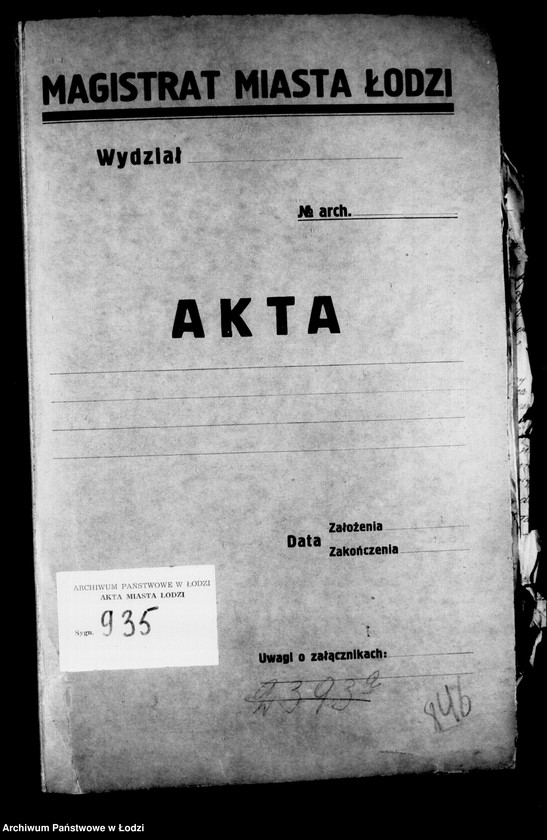 MAGISTRAT MIASTA ŁODZI
Wydział
№ arch.
AKTA
Data
Założenia
Zakończenia
ARCHIWUM PAŃSTWOWE W ŁODZI
AKTA MIASTA ŁODZI
Sygn. 935
Uwagi o załącznikach:
846
Archiwum Państwowe w Łodzi